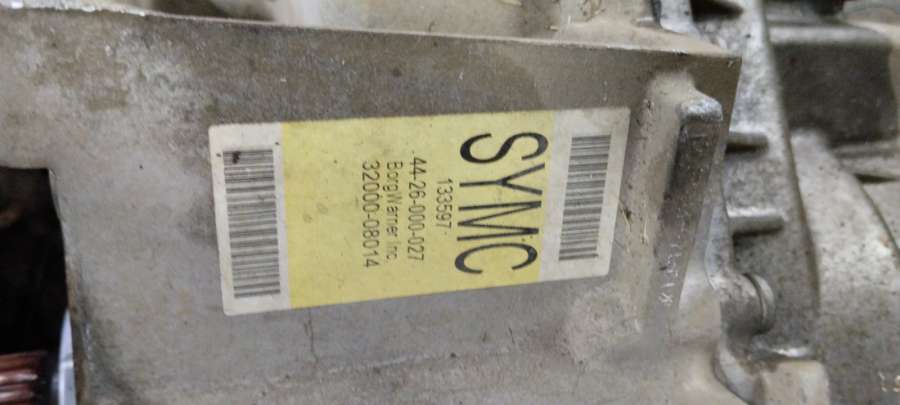 SYMC
133597
44-26-000-027
BorgWarner Inc.
32000-08014